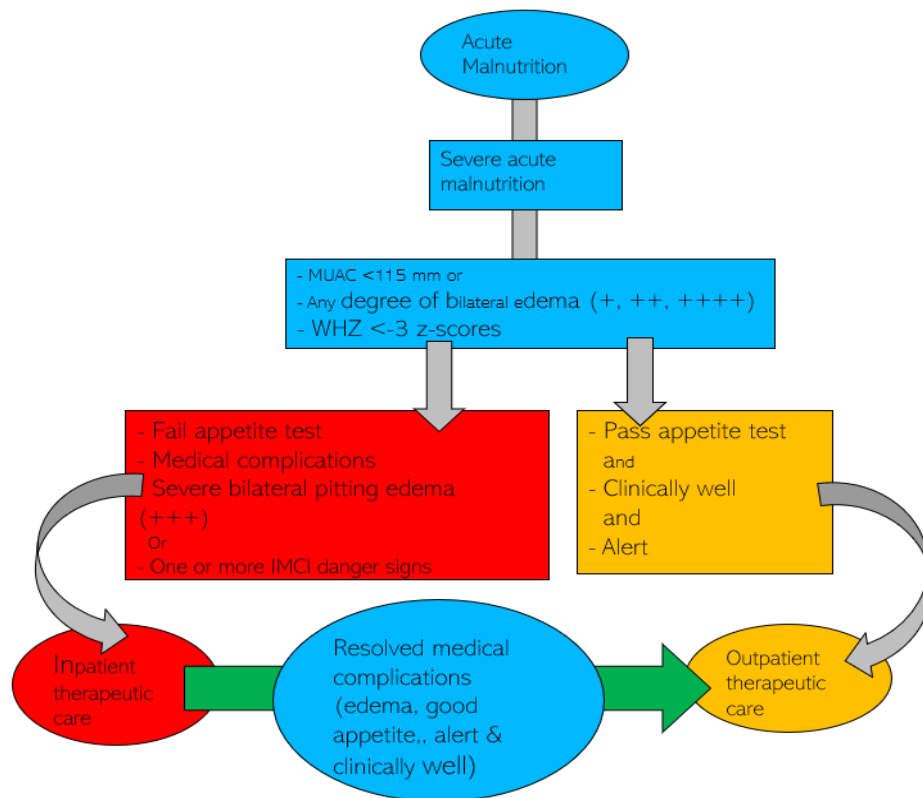 Acute
Malnutrition
Severe acute
malnutrition
- MUAC <115 mm or
- Any degree of bilateral edema (+, ++, ++++)
- WHZ <-3 z-scores
- Fail appetite test
- Medical complications
- Severe bilateral pitting edema
(+++)
Or
- One or more IMCI danger signs
- Pass appetite test
and
- Clinically well
and
- Alert
Inpatient
therapeutic
care
Resolved medical
complications
(edema, good
appetite,, alert &
clinically well)
Outpatient
therapeutic
care